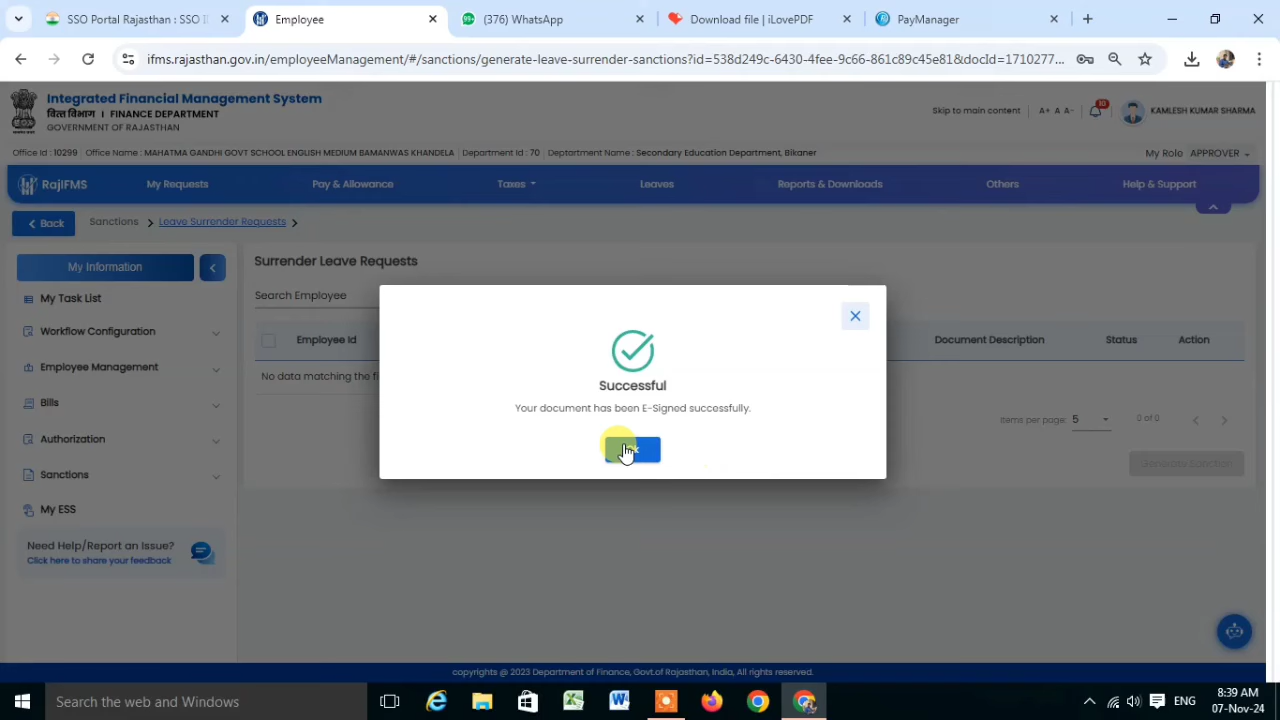 SSO Portal Rajasthan : SSO I
Employee
(376) WhatsApp
Download file | iLovePDF
PayManager
ifms.rajasthan.gov.in/employeeManagement/#/sanctions/generate-leave-surrender-sanctions?id=538d249c-6430-4fee-9c66-861c89c45e81&docId=1710277...
Integrated Financial Management System
वित्त विभाग I FINANCE DEPARTMENT
GOVERNMENT OF RAJASTHAN
Skip to main content
A+ A A-
10
KAMLESH KUMAR SHARMA
Office Id : 10299 Office Name : MAHATMA GANDHI GOVT SCHOOL ENGLISH MEDIUM BAMANWAS KHANDELA Department Id : 70 Deptartment Name : Secondary Education Department, Bikaner
My Role APPROVER
RajIFMS
My Requests
Pay & Allowance
Taxes
Leaves
Reports & Downloads
Others
Help & Support
Back
Sanctions
Leave Surrender Requests
My Information
My Task List
Workflow Configuration
Employee Management
Bills
Authorization
Sanctions
My ESS
Need Help/Report an Issue?
Click here to share your feedback
Surrender Leave Requests
Search Employee
Employee Id
Document Description
Status
Action
No data matching the fi
Items per page: 5
0 of 0
Generate Sanction
Successful
Your document has been E-Signed successfully.
copyrights @ 2023 Department of Finance, Govt.of Rajasthan, India, All rights reserved.
Search the web and Windows
ENG
8:39 AM
07-Nov-24